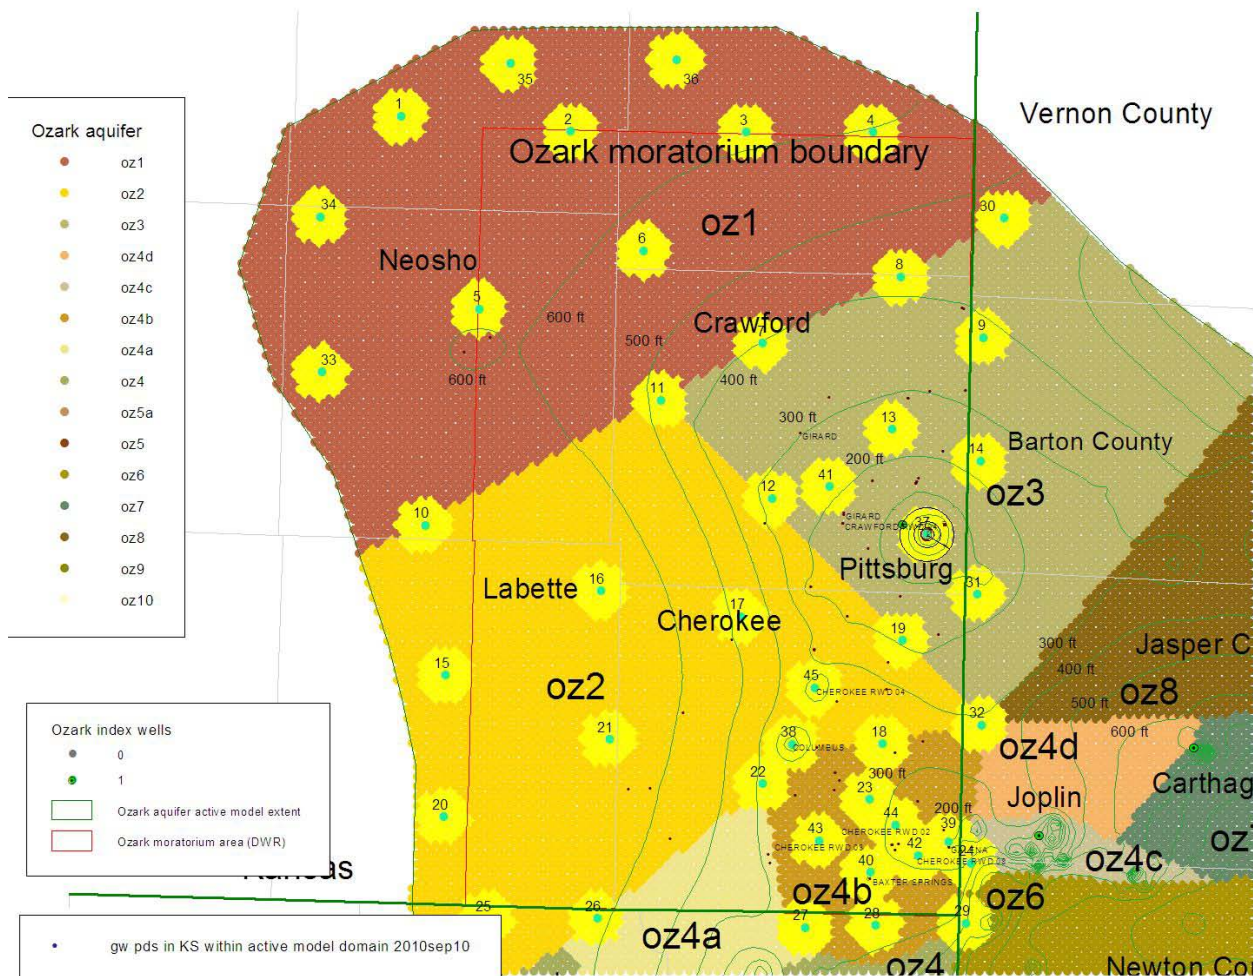 35
36
Vernon County
1
2
3
4
Ozark aquifer
oz1
oz2
oz3
oz4d
oz4c
oz4b
oz4a
oz4
oz5a
oz5
oz6
oz7
oz8
oz9
oz10
Ozark moratorium boundary
34
30
oz1
6
Neosho
8
5
600 ft
Crawford
9
7
500 ft
33
600 ft
400 ft
11
300 ft
13
GIRARD
Barton County
200 ft
14
41
12
oz3
10
GIRARD
37
Pittsburg
16
31
Labette
17
Cherokee
19
300 ft
Jasper C
15
400 ft
45
oz2
CHEROKEE RWD 04
oz8
500 ft
32
21
38
18
600 ft
COLUMBUS
oz4d
Ozark index wells
0
1
Ozark aquifer active model extent
Ozark moratorium area (DWR)
300 ft
22
Carthag
23
Joplin
20
200 ft
44
39
43
CHEROKEE RWD 02
CHEROKEE RWD 03
42
oz4c
oz
40
BAXTER SPRINGS
oz4b
oz6
25
26
27
28
29
oz4a
gw pds in KS within active model domain 2010sep10
oz4
Newton Cou